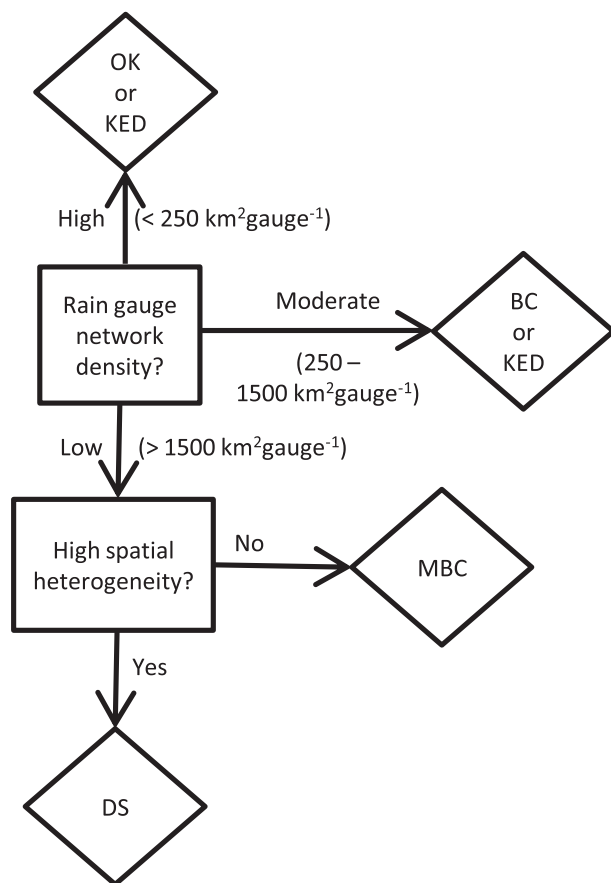 OK
or
KED
High (< 250 km²gauge⁻¹)
Rain gauge
network
density?
Moderate
(250 –
1500 km²gauge⁻¹)
BC
or
KED
Low (> 1500 km²gauge⁻¹)
High spatial
heterogeneity?
No
MBC
Yes
DS